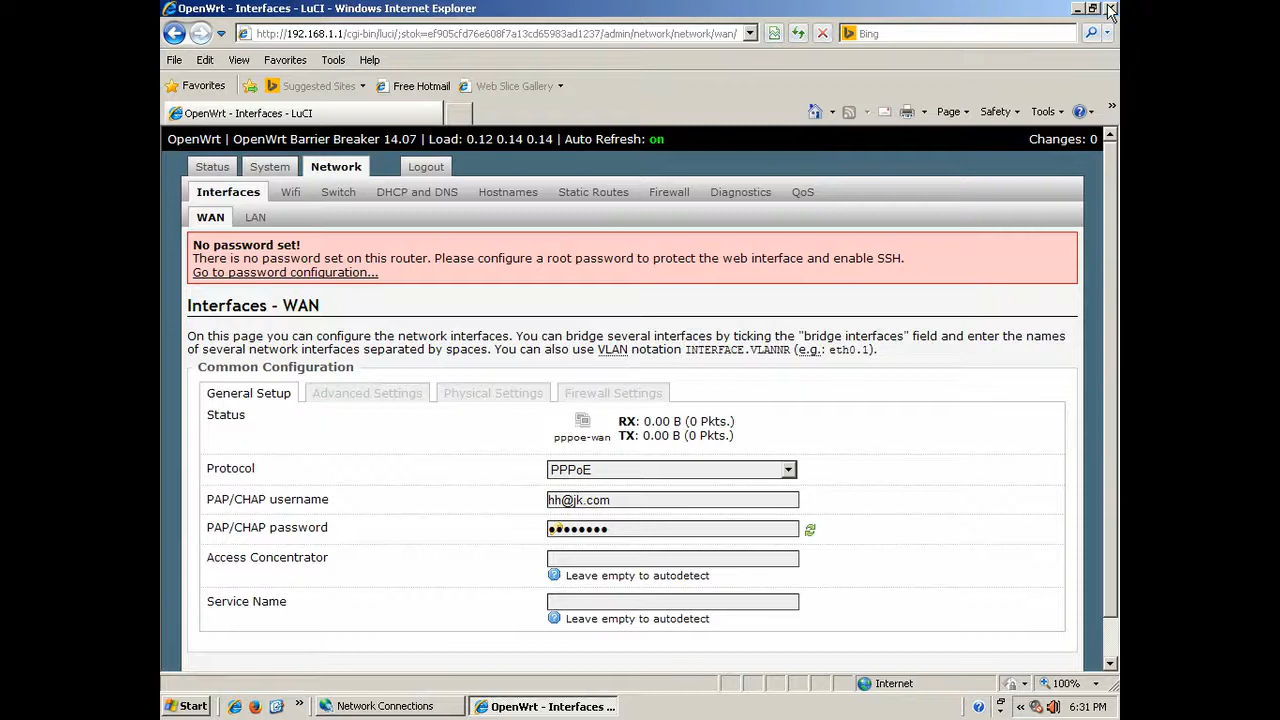 OpenWrt - Interfaces - LuCI - Windows Internet Explorer
http://192.168.1.1/cgi-bin/luci/;stok=ef905cfd76e608f7a13cd65983ad1237/admin/network/network/wan/
Bing
File Edit View Favorites Tools Help
Favorites Suggested Sites Free Hotmail Web Slice Gallery
OpenWrt - Interfaces - LuCI
Page Safety Tools
OpenWrt | OpenWrt Barrier Breaker 14.07 | Load: 0.12 0.14 0.14 | Auto Refresh: on Changes: 0
Status System Network Logout
Interfaces Wifi Switch DHCP and DNS Hostnames Static Routes Firewall Diagnostics QoS
WAN LAN
No password set!
There is no password set on this router. Please configure a root password to protect the web interface and enable SSH.
Go to password configuration...
Interfaces - WAN
On this page you can configure the network interfaces. You can bridge several interfaces by ticking the "bridge interfaces" field and enter the names
of several network interfaces separated by spaces. You can also use VLAN notation INTERFACE.VLANNR (e.g.: eth0.1).
Common Configuration
General Setup Advanced Settings Physical Settings Firewall Settings
Status
RX: 0.00 B (0 Pkts.)
pppoe-wan TX: 0.00 B (0 Pkts.)
Protocol PPPoE
PAP/CHAP username hh@jk.com
PAP/CHAP password ••••••••
Access Concentrator
Leave empty to autodetect
Service Name
Leave empty to autodetect
Internet 100%
Start Network Connections OpenWrt - Interfaces ... 6:31 PM